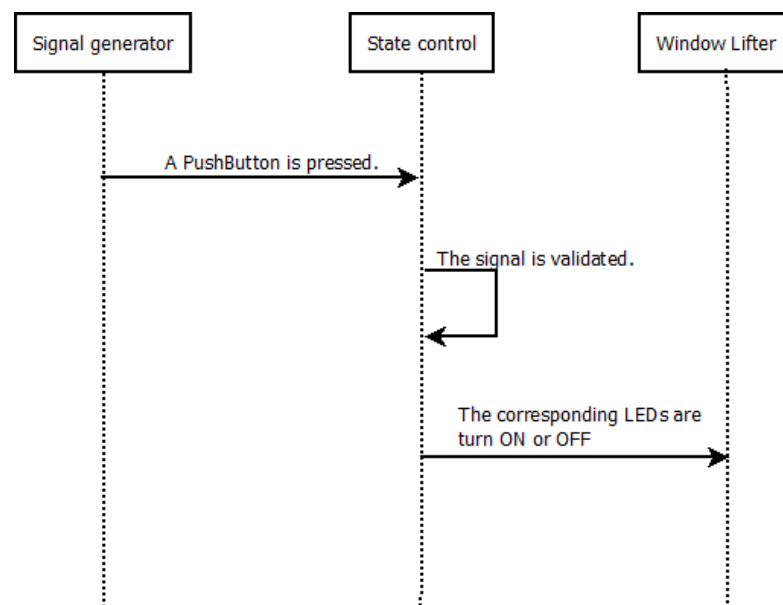 Signal generator
State control
Window Lifter
A PushButton is pressed.
The signal is validated.
The corresponding LEDs are
turn ON or OFF